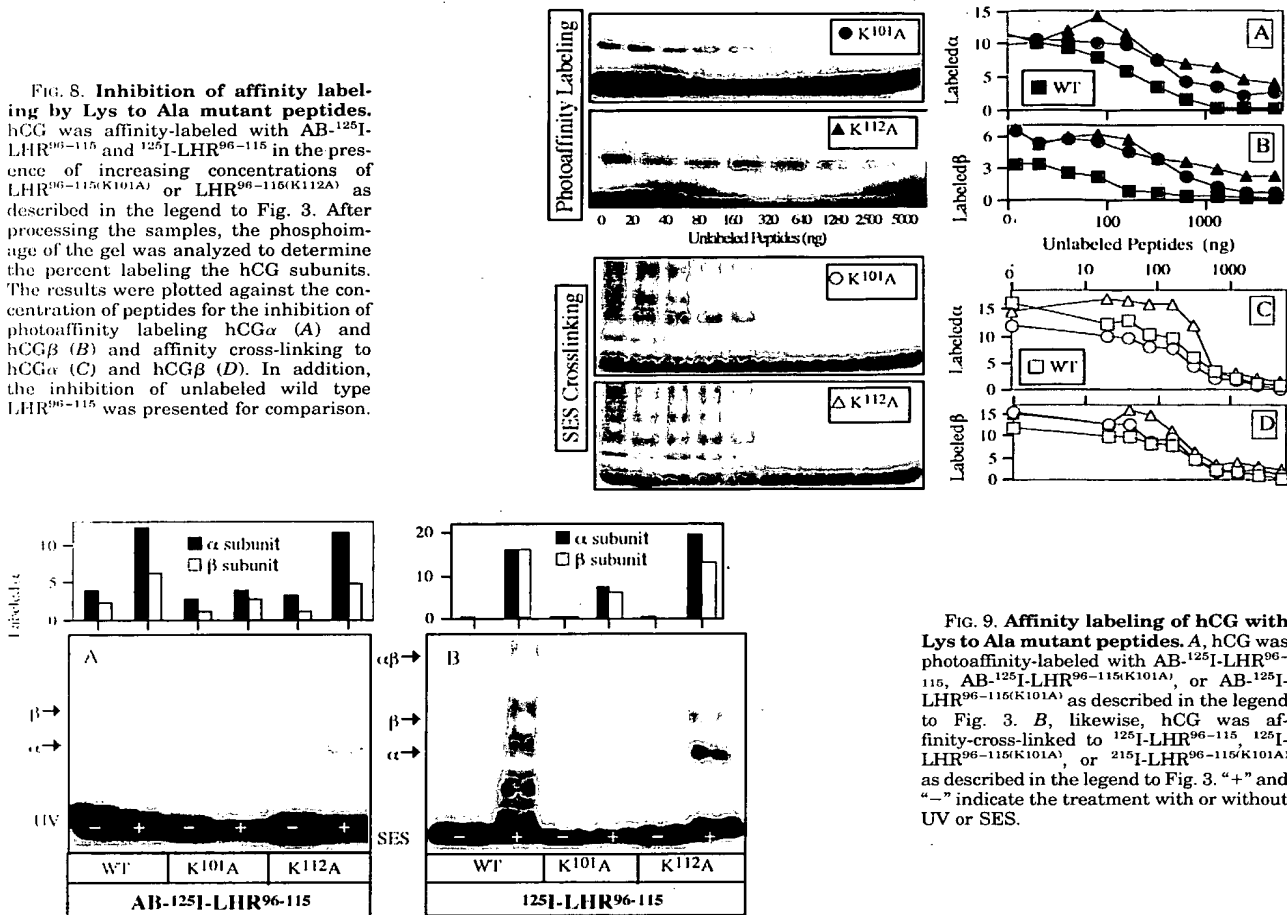 FIG. 8. Inhibition of affinity label-
ing by Lys to Ala mutant peptides.
hCG was affinity-labeled with AB-125I-
LHR96–115 and 125I-LHR96–115 in the pres-
ence of increasing concentrations of
LHR96–115(K101A) or LHR96–115(K112A) as
described in the legend to Fig. 3. After
processing the samples, the phosphoim-
age of the gel was analyzed to determine
the percent labeling the hCG subunits.
The results were plotted against the con-
centration of peptides for the inhibition of
photoaffinity labeling hCGα (A) and
hCGβ (B) and affinity cross-linking to
hCGα (C) and hCGβ (D). In addition,
the inhibition of unlabeled wild type
LHR96–115 was presented for comparison.
Photoaffinity Labeling
K101A
K112A
0 20 40 80 160 320 640 1280 2500 5000
Unlabeled Peptides (ng)
SES Crosslinking
K101A
K112A
Labeled α
15
10
5
0
WT
A
Labeled β
6
3
0
B
0 100 1000
Unlabeled Peptides (ng)
0 10 100 1000
Labeled α
15
10
5
0
WT
C
Labeled β
15
10
5
0
D
Labeled α
10
5
0
α subunit
β subunit
A
β→
α→
UV
– + – + – +
WT K101A K112A
AB-125I-LHR96-115
20
10
0
α subunit
β subunit
αβ→
B
β→
α→
SES
– + – + – +
WT K101A K112A
125I-LHR96-115
FIG. 9. Affinity labeling of hCG with
Lys to Ala mutant peptides. A, hCG was
photoaffinity-labeled with AB-125I-LHR96–
115, AB-125I-LHR96–115(K101A), or AB-125I-
LHR96–115(K101A) as described in the legend
to Fig. 3. B, likewise, hCG was af-
finity-cross-linked to 125I-LHR96–115, 125I-
LHR96–115(K101A), or 215I-LHR96–115(K101A)
as described in the legend to Fig. 3. "+" and
"–" indicate the treatment with or without
UV or SES.